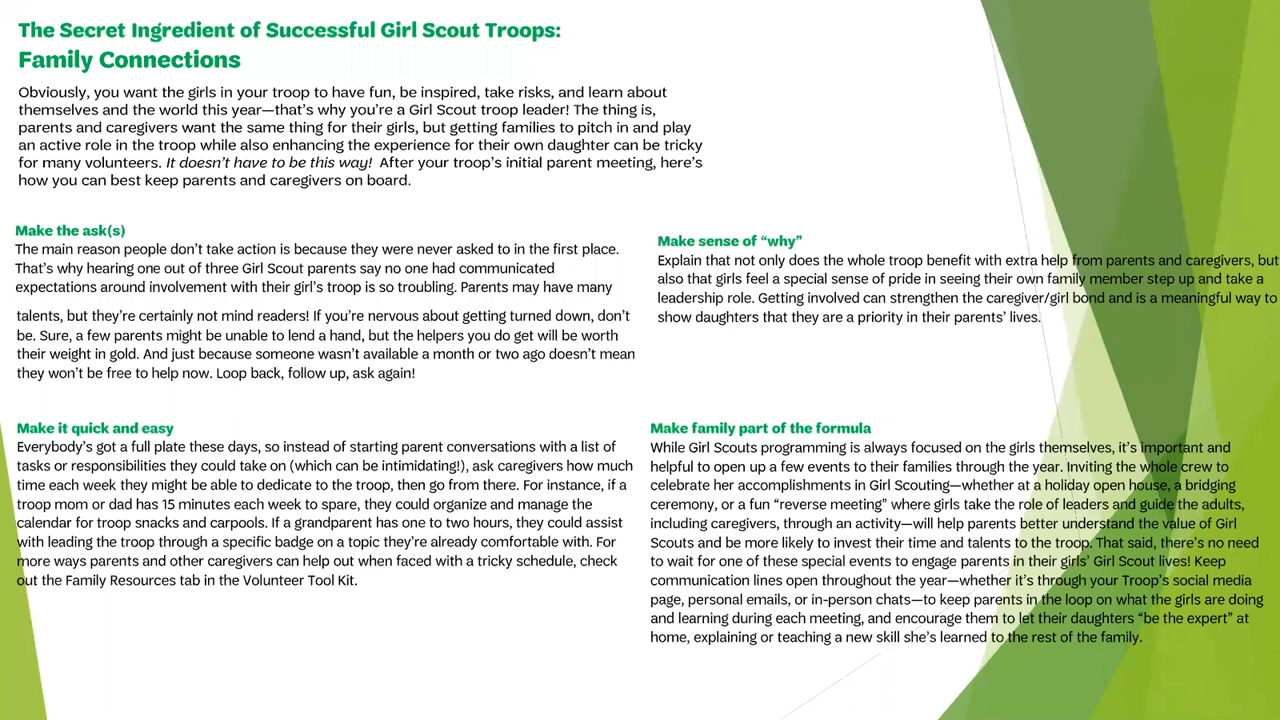 The Secret Ingredient of Successful Girl Scout Troops:
Family Connections
Obviously, you want the girls in your troop to have fun, be inspired, take risks, and learn about
themselves and the world this year—that’s why you’re a Girl Scout troop leader! The thing is,
parents and caregivers want the same thing for their girls, but getting families to pitch in and play
an active role in the troop while also enhancing the experience for their own daughter can be tricky
for many volunteers. It doesn’t have to be this way! After your troop’s initial parent meeting, here’s
how you can best keep parents and caregivers on board.
Make the ask(s)
The main reason people don’t take action is because they were never asked to in the first place.
That’s why hearing one out of three Girl Scout parents say no one had communicated
expectations around involvement with their girl’s troop is so troubling. Parents may have many
talents, but they’re certainly not mind readers! If you’re nervous about getting turned down, don’t
be. Sure, a few parents might be unable to lend a hand, but the helpers you do get will be worth
their weight in gold. And just because someone wasn’t available a month or two ago doesn’t mean
they won’t be free to help now. Loop back, follow up, ask again!
Make sense of “why”
Explain that not only does the whole troop benefit with extra help from parents and caregivers, but
also that girls feel a special sense of pride in seeing their own family member step up and take a
leadership role. Getting involved can strengthen the caregiver/girl bond and is a meaningful way to
show daughters that they are a priority in their parents’ lives.
Make it quick and easy
Everybody’s got a full plate these days, so instead of starting parent conversations with a list of
tasks or responsibilities they could take on (which can be intimidating!), ask caregivers how much
time each week they might be able to dedicate to the troop, then go from there. For instance, if a
troop mom or dad has 15 minutes each week to spare, they could organize and manage the
calendar for troop snacks and carpools. If a grandparent has one to two hours, they could assist
with leading the troop through a specific badge on a topic they’re already comfortable with. For
more ways parents and other caregivers can help out when faced with a tricky schedule, check
out the Family Resources tab in the Volunteer Tool Kit.
Make family part of the formula
While Girl Scouts programming is always focused on the girls themselves, it’s important and
helpful to open up a few events to their families through the year. Inviting the whole crew to
celebrate her accomplishments in Girl Scouting—whether at a holiday open house, a bridging
ceremony, or a fun “reverse meeting” where girls take the role of leaders and guide the adults,
including caregivers, through an activity—will help parents better understand the value of Girl
Scouts and be more likely to invest their time and talents to the troop. That said, there’s no need
to wait for one of these special events to engage parents in their girls’ Girl Scout lives! Keep
communication lines open throughout the year—whether it’s through your Troop’s social media
page, personal emails, or in-person chats—to keep parents in the loop on what the girls are doing
and learning during each meeting, and encourage them to let their daughters “be the expert” at
home, explaining or teaching a new skill she’s learned to the rest of the family.